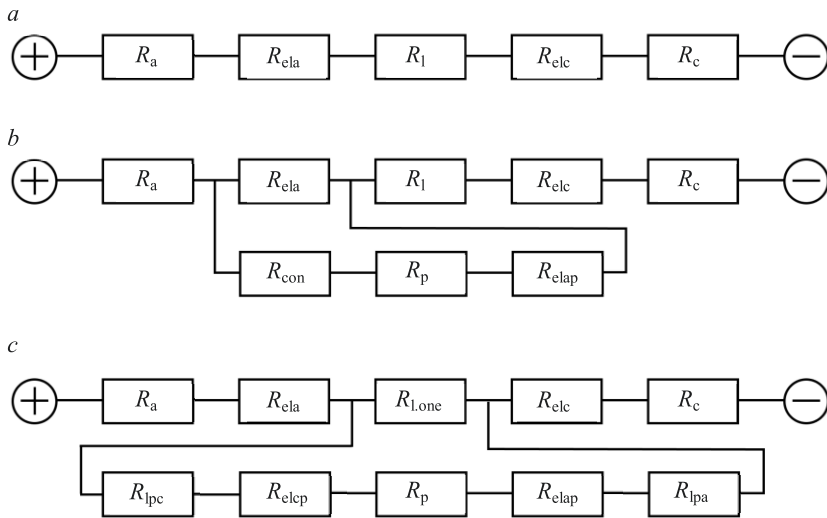 a
+ Ra Rela Rl Relc Rc −
b
+ Ra Rela Rl Relc Rc −
Rcon Rp Relap
c
+ Ra Rela Rl.one Relc Rc −
Rlpc Relcp Rp Relap Rlpa